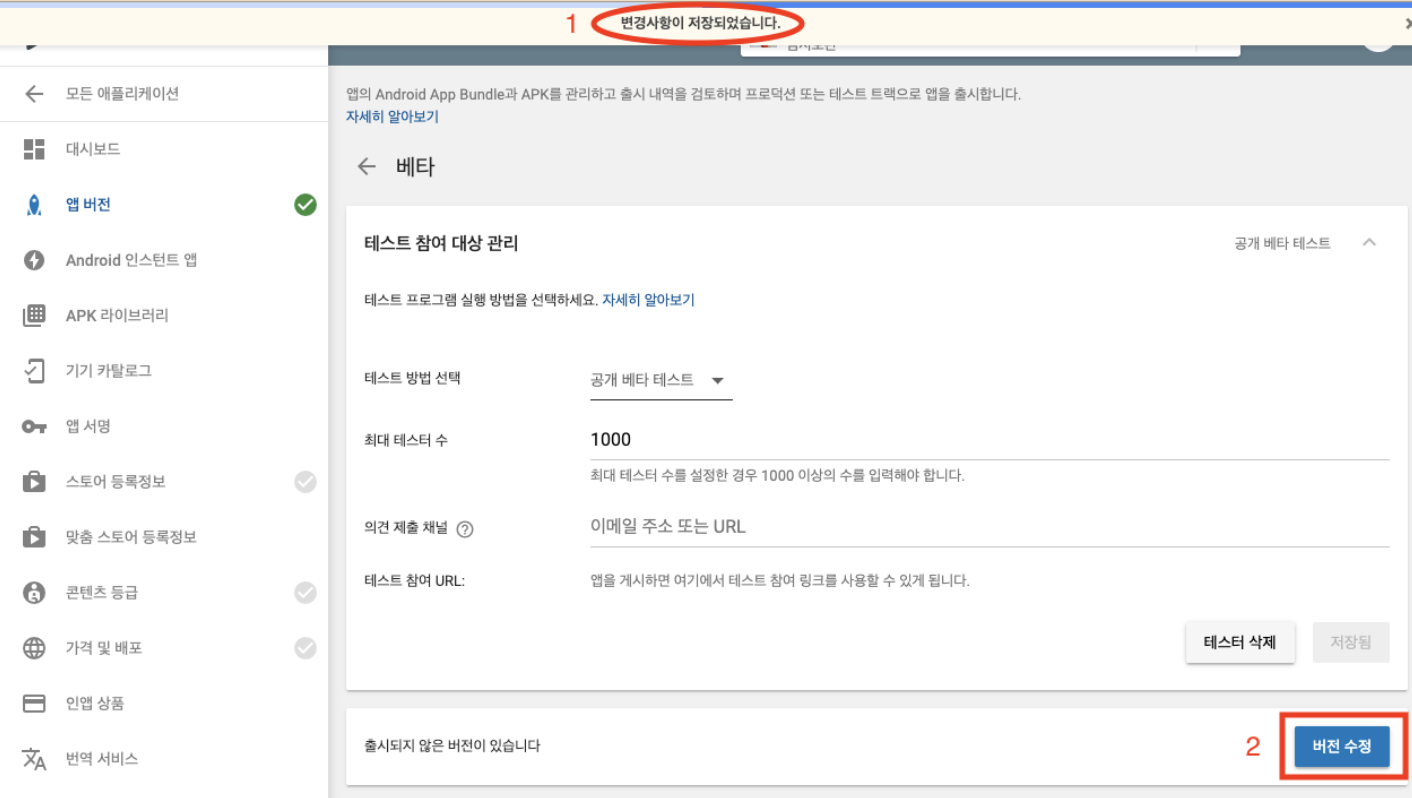 1 변경사항이 저장되었습니다.
모든 애플리케이션
대시보드
앱 버전
Android 인스턴트 앱
APK 라이브러리
기기 카탈로그
앱 서명
스토어 등록정보
맞춤 스토어 등록정보
콘텐츠 등급
가격 및 배포
인앱 상품
번역 서비스
앱의 Android App Bundle과 APK를 관리하고 출시 내역을 검토하며 프로덕션 또는 테스트 트랙으로 앱을 출시합니다.
자세히 알아보기
베타
테스트 참여 대상 관리 공개 베타 테스트
테스트 프로그램 실행 방법을 선택하세요. 자세히 알아보기
테스트 방법 선택 공개 베타 테스트
최대 테스터 수 1000
최대 테스터 수를 설정한 경우 1000 이상의 수를 입력해야 합니다.
의견 제출 채널 이메일 주소 또는 URL
테스트 참여 URL: 앱을 게시하면 여기에서 테스트 참여 링크를 사용할 수 있게 됩니다.
테스터 삭제 저장됨
출시되지 않은 버전이 있습니다 2 버전 수정